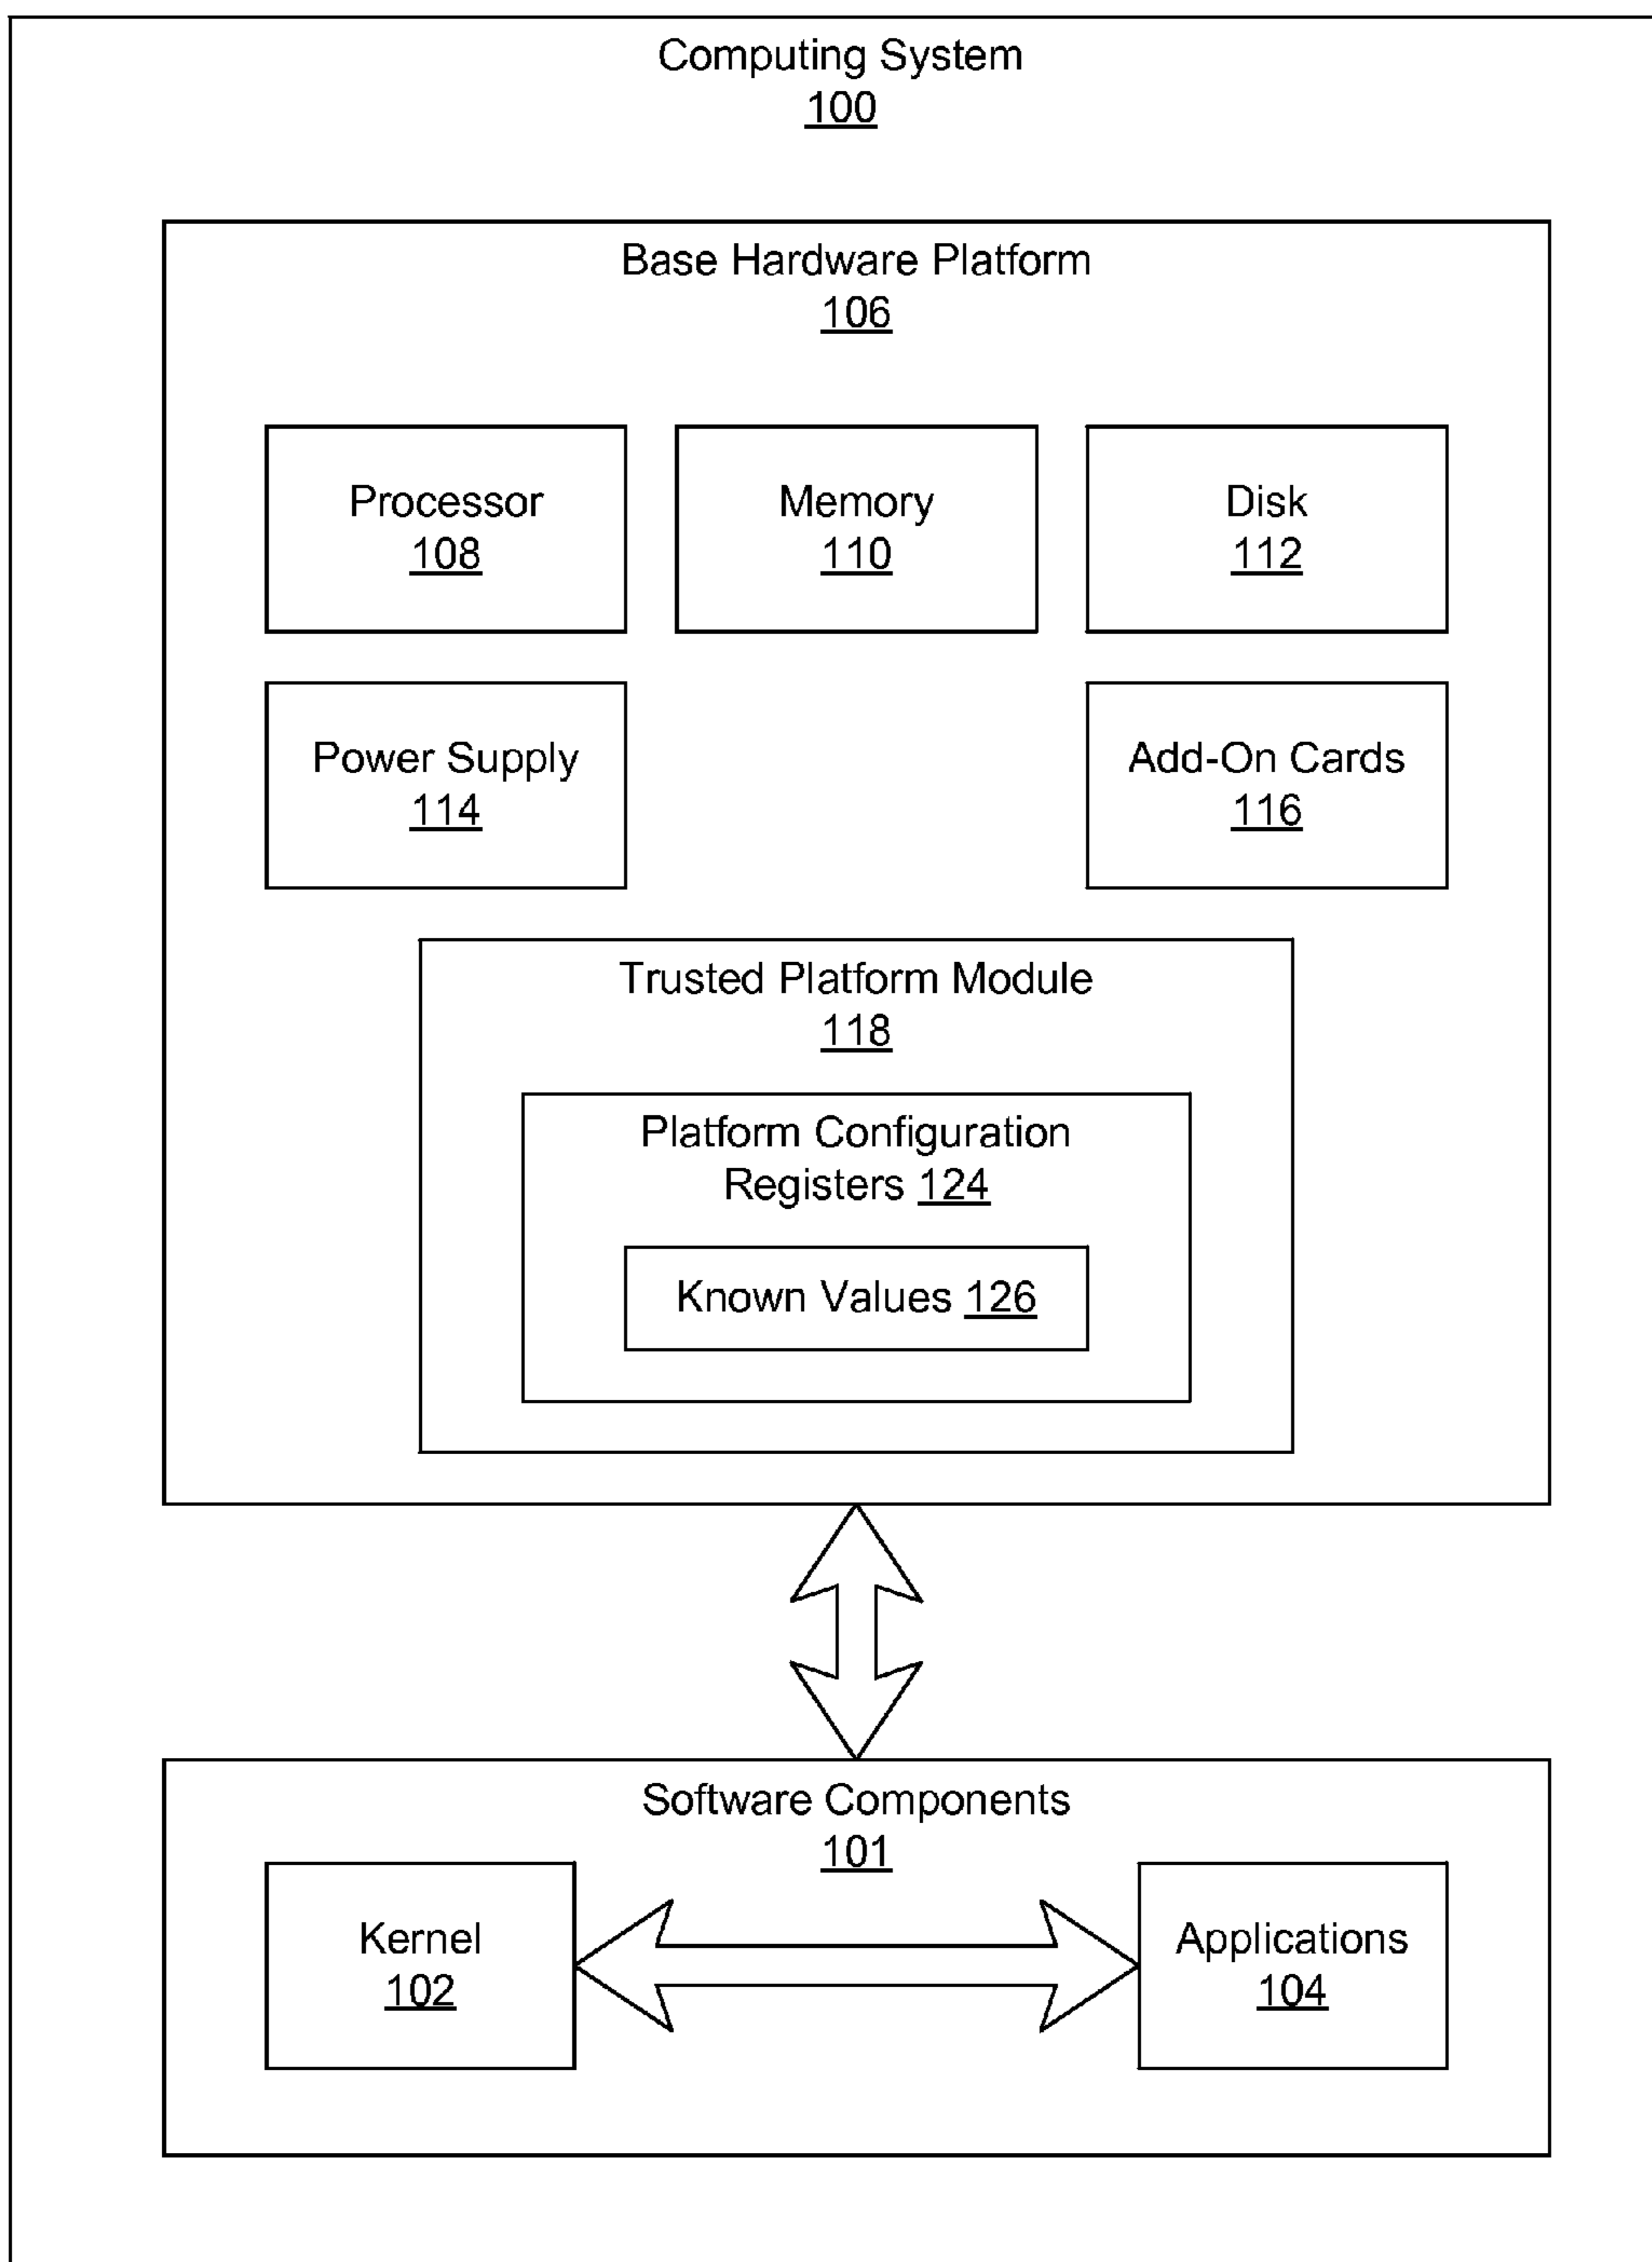 Computing System
100
Base Hardware Platform
106
Processor
108
Memory
110
Disk
112
Power Supply
114
Add-On Cards
116
Trusted Platform Module
118
Platform Configuration
Registers 124
Known Values 126
Software Components
101
Kernel
102
Applications
104